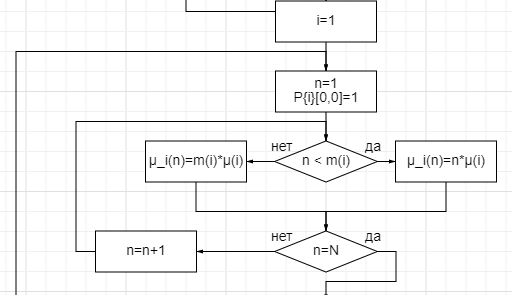 i=1
n=1
P{i}[0,0]=1
нет
да
μ_i(n)=m(i)*μ(i)
n < m(i)
μ_i(n)=n*μ(i)
нет
да
n=n+1
n=N